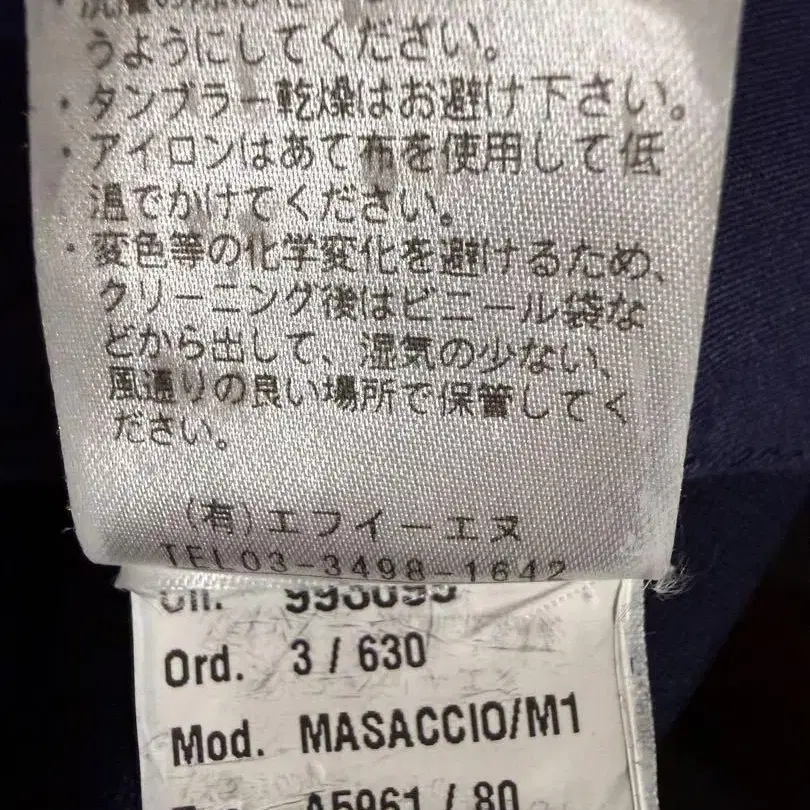 うようにしてください。
・タンブラー乾燥はお避け下さい。
・アイロンはあて布を使用して低
温でかけてください。
・変色等の化学変化を避けるため、
クリーニング後はビニール袋な
どから出して、湿気の少ない、
風通りの良い場所で保管してく
ださい。
(有)エフイーエヌ
TEL03-3498-1642
Ord. 3 / 630
Mod. MASACCIO/M1
A5961 / 80